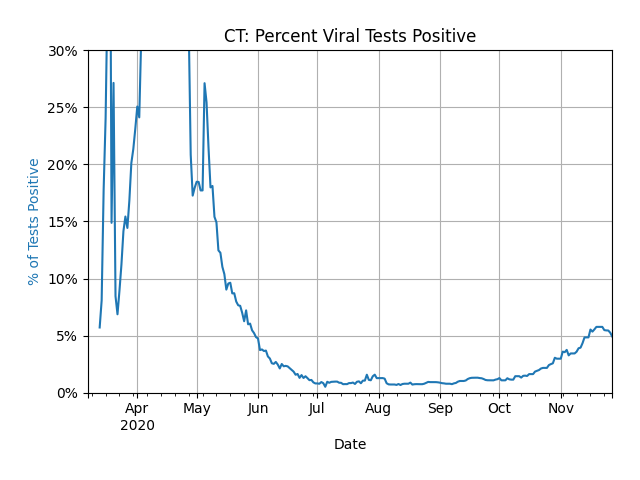 CT: Percent Viral Tests Positive
30%
25%
20%
15%
10%
5%
0%
% of Tests Positive
Apr May Jun Jul Aug Sep Oct Nov
2020
Date